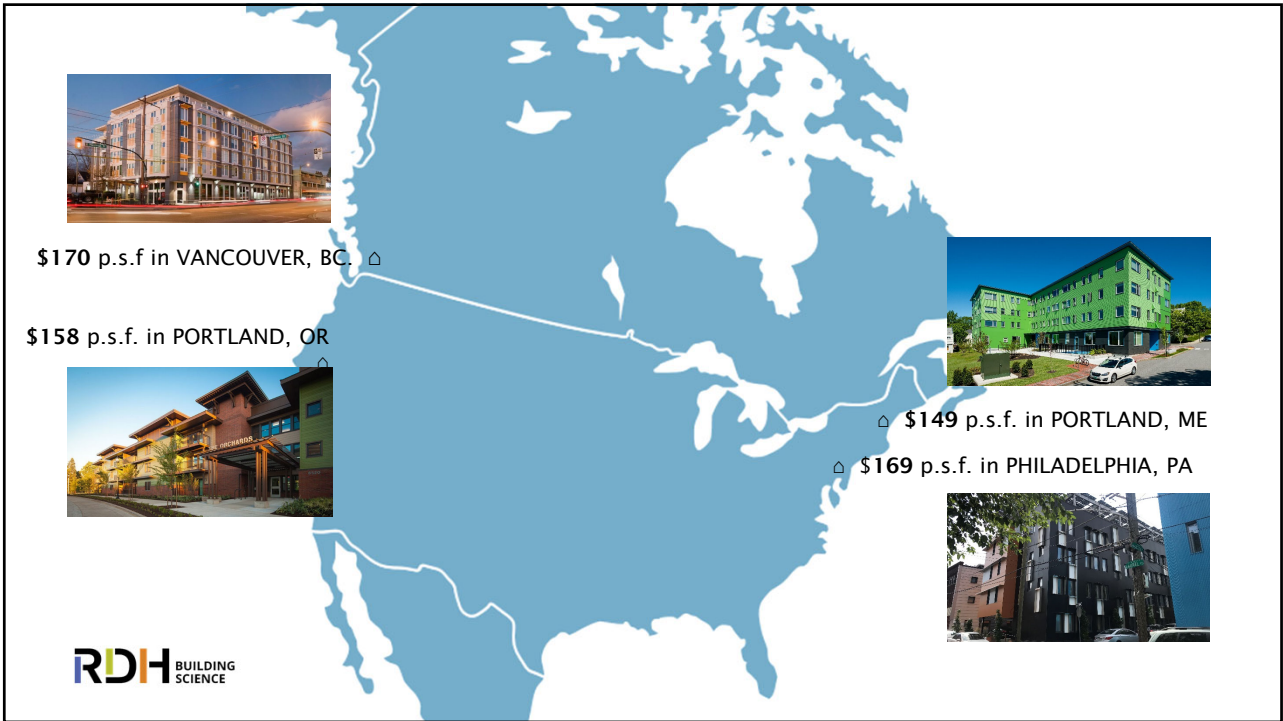 $170 p.s.f in VANCOUVER, BC. ⌂
$158 p.s.f. in PORTLAND, OR
⌂
ORCHARDS
⌂ $149 p.s.f. in PORTLAND, ME
⌂ $169 p.s.f. in PHILADELPHIA, PA
RDH BUILDING
SCIENCE